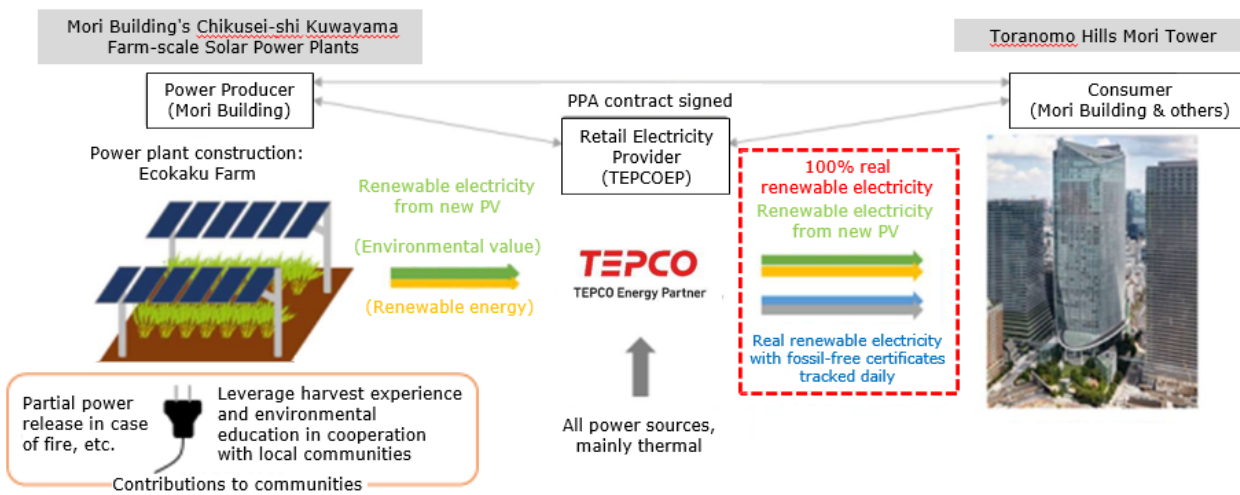 Mori Building's Chikusei-shi Kuwayama
Farm-scale Solar Power Plants
Toranomo Hills Mori Tower
Power Producer
(Mori Building)
PPA contract signed
Consumer
(Mori Building & others)
Retail Electricity
Provider
(TEPCOEP)
Power plant construction:
Ecokaku Farm
Renewable electricity
from new PV
(Environmental value)
(Renewable energy)
TEPCO
TEPCO Energy Partner
100% real
renewable electricity
Renewable electricity
from new PV
Real renewable electricity
with fossil-free certificates
tracked daily
All power sources,
mainly thermal
Partial power
release in case
of fire, etc.
Leverage harvest experience
and environmental
education in cooperation
with local communities
Contributions to communities